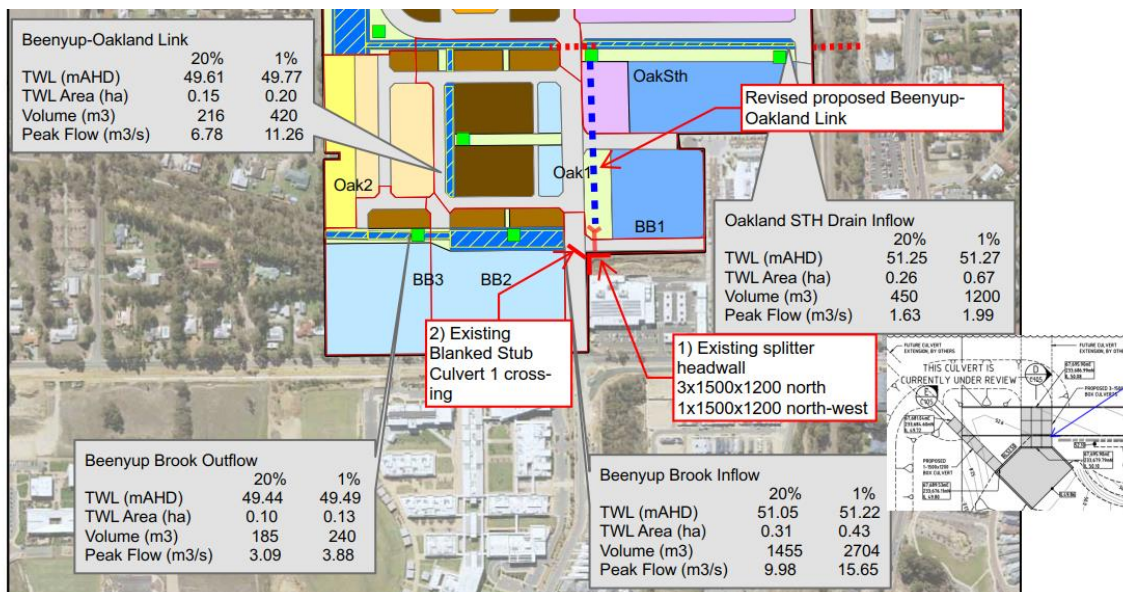 Beenyup-Oakland Link
20% 1%
TWL (mAHD) 49.61 49.77
TWL Area (ha) 0.15 0.20
Volume (m3) 216 420
Peak Flow (m3/s) 6.78 11.26
OakSth
Revised proposed Beenyup-
Oakland Link
Oak1
Oak2
BB1
Oakland STH Drain Inflow
20% 1%
TWL (mAHD) 51.25 51.27
TWL Area (ha) 0.26 0.67
Volume (m3) 450 1200
Peak Flow (m3/s) 1.63 1.99
BB3
BB2
2) Existing
Blanked Stub
Culvert 1 cross-
ing
1) Existing splitter
headwall
3x1500x1200 north
1x1500x1200 north-west
FUTURE CULVERT
EXTENSION, BY OTHERS
FUTURE CULVERT
EXTENSION, BY OTHERS
THIS CULVERT IS
CURRENTLY UNDER REVIEW
Beenyup Brook Outflow
20% 1%
TWL (mAHD) 49.44 49.49
TWL Area (ha) 0.10 0.13
Volume (m3) 185 240
Peak Flow (m3/s) 3.09 3.88
Beenyup Brook Inflow
20% 1%
TWL (mAHD) 51.05 51.22
TWL Area (ha) 0.31 0.43
Volume (m3) 1455 2704
Peak Flow (m3/s) 9.98 15.65